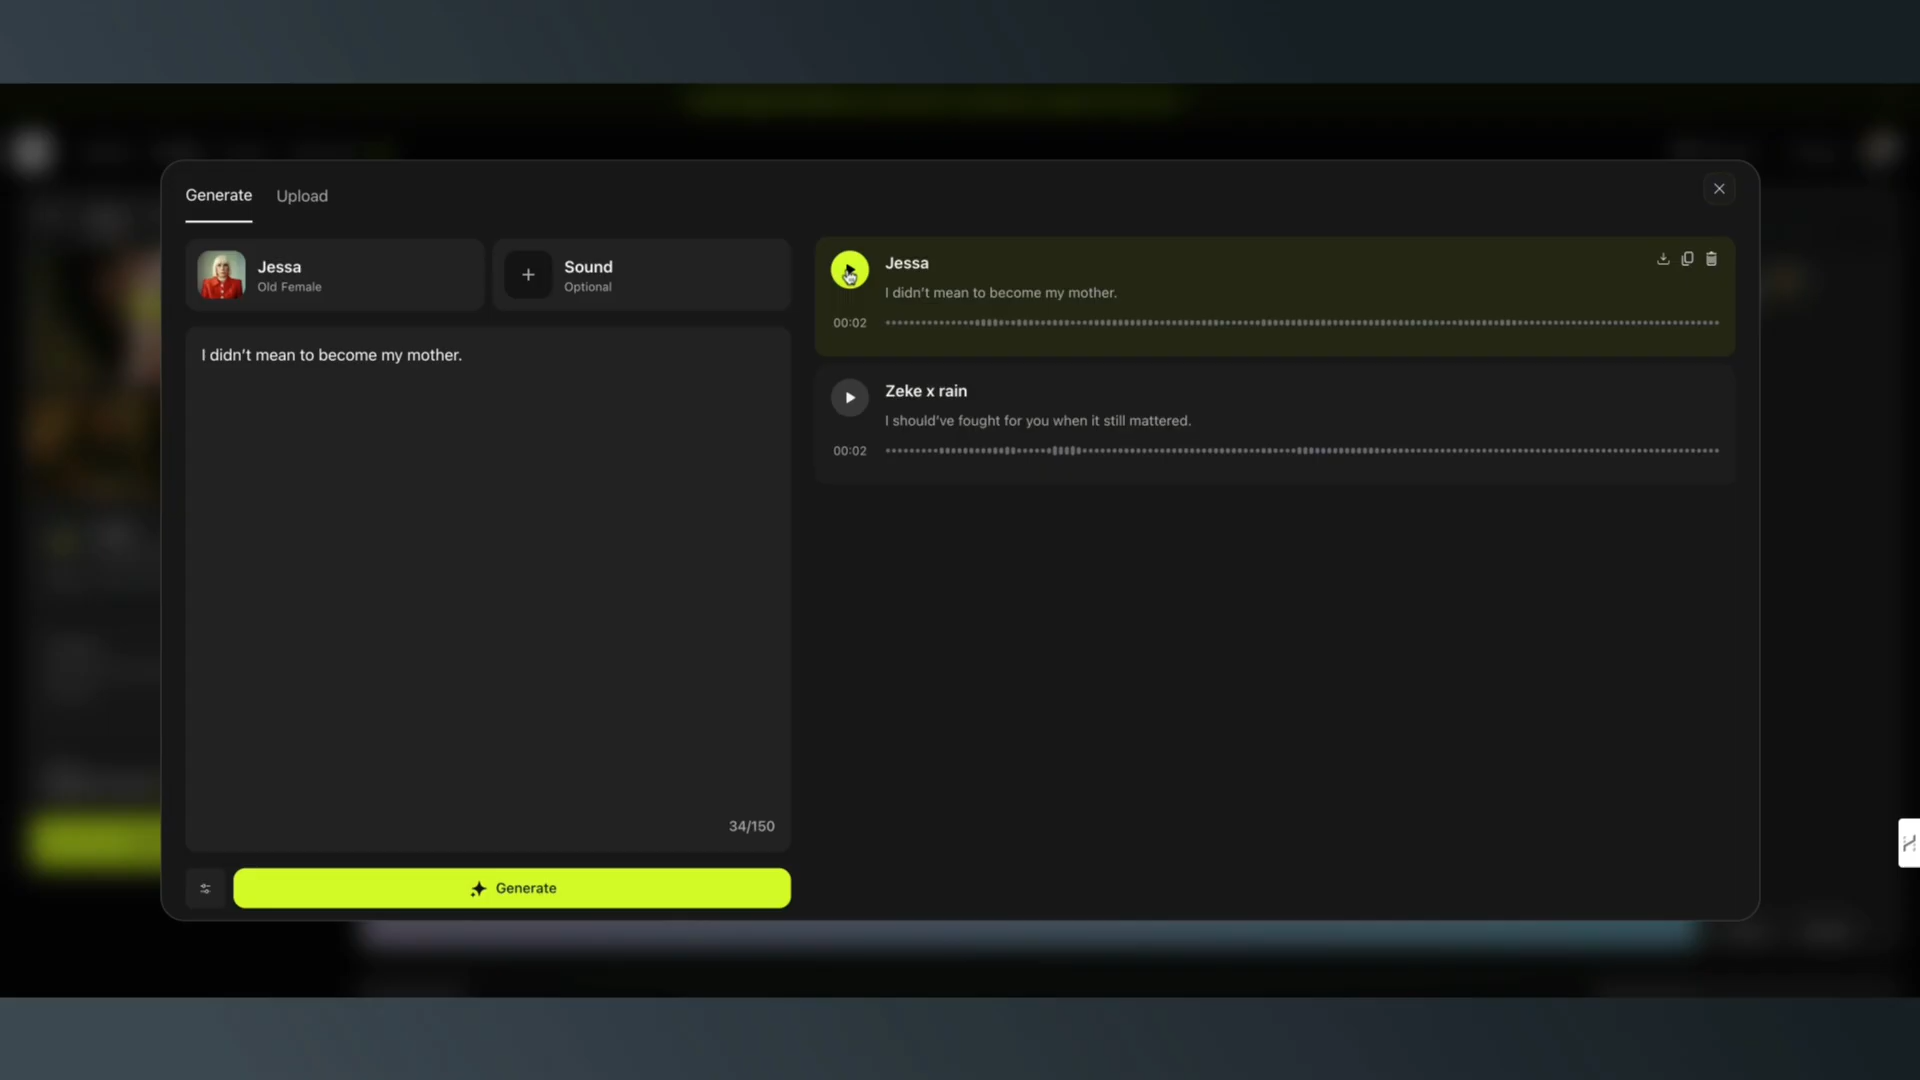 Generate
Upload
Jessa
Old Female
Sound
Optional
I didn’t mean to become my mother.
34/150
Generate
Jessa
I didn’t mean to become my mother.
00:02
Zeke x rain
I should’ve fought for you when it still mattered.
00:02